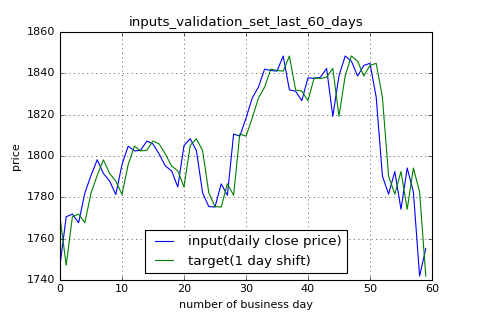 inputs_validation_set_last_60_days
1860
1840
1820
1800
1780
1760
1740
price
input(daily close price)
target(1 day shift)
0
10
20
30
40
50
60
number of business day